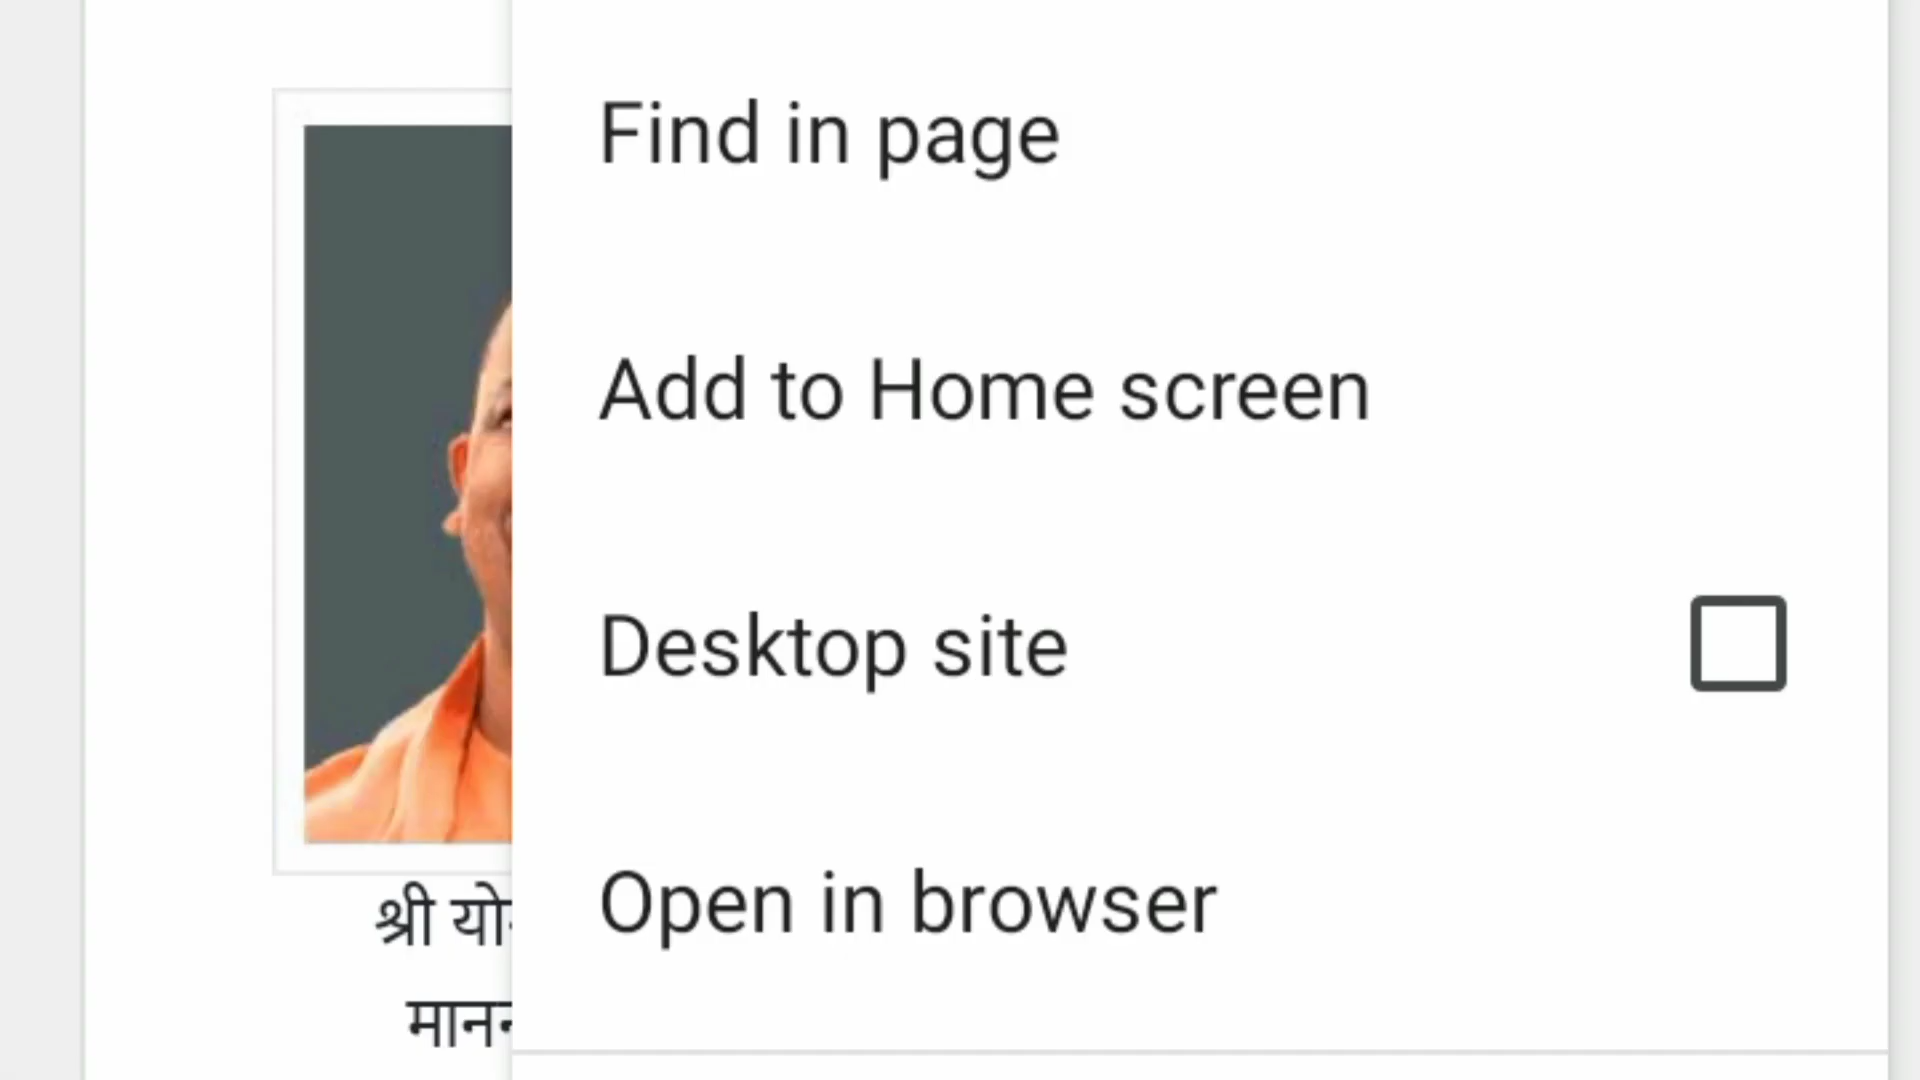 Find in page
Add to Home screen
Desktop site
Open in browser
श्री